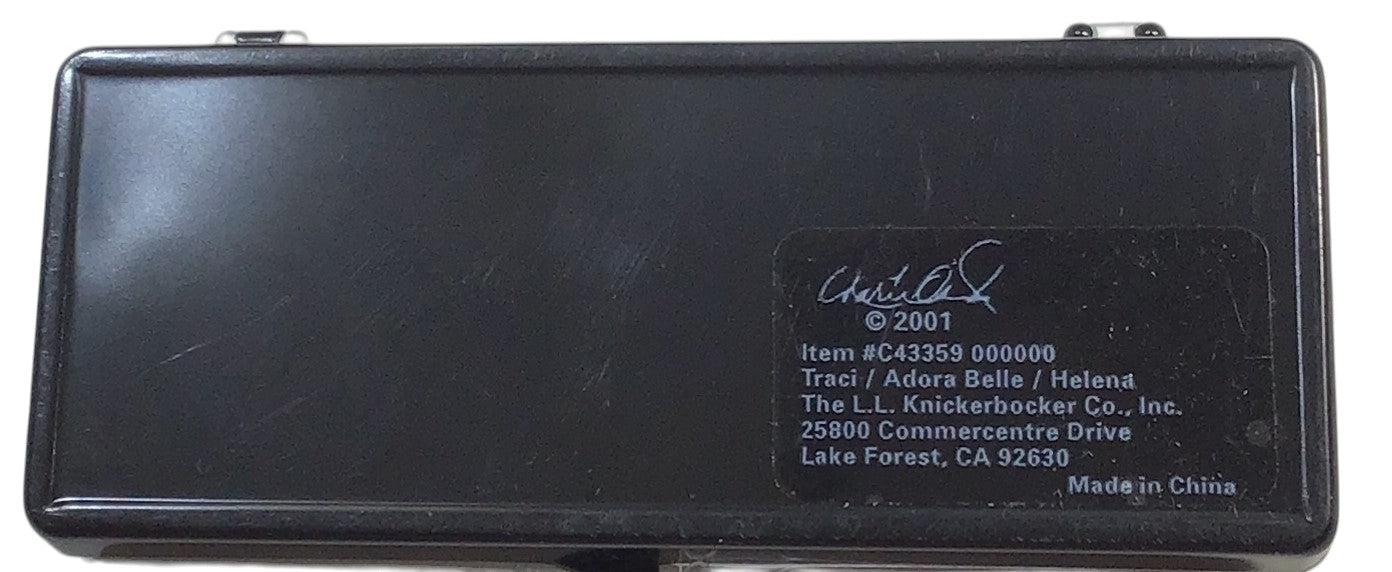 © 2001
Item #C43359 000000
Traci / Adora Belle / Helena
The L.L. Knickerbocker Co., Inc.
25800 Commercentre Drive
Lake Forest, CA 92630
Made in China